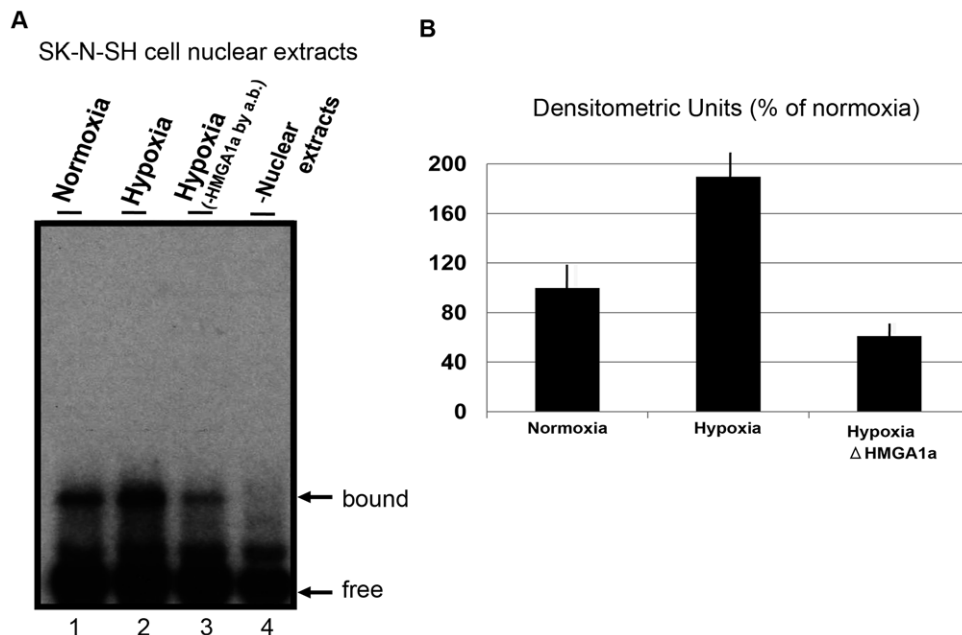 A
SK-N-SH cell nuclear extracts
Normoxia
Hypoxia
Hypoxia
(-HMGA1a by a.b.)
-Nuclear
extracts
bound
free
1 2 3 4
B
Densitometric Units (% of normoxia)
200
160
120
80
40
0
Normoxia Hypoxia Hypoxia
Δ HMGA1a